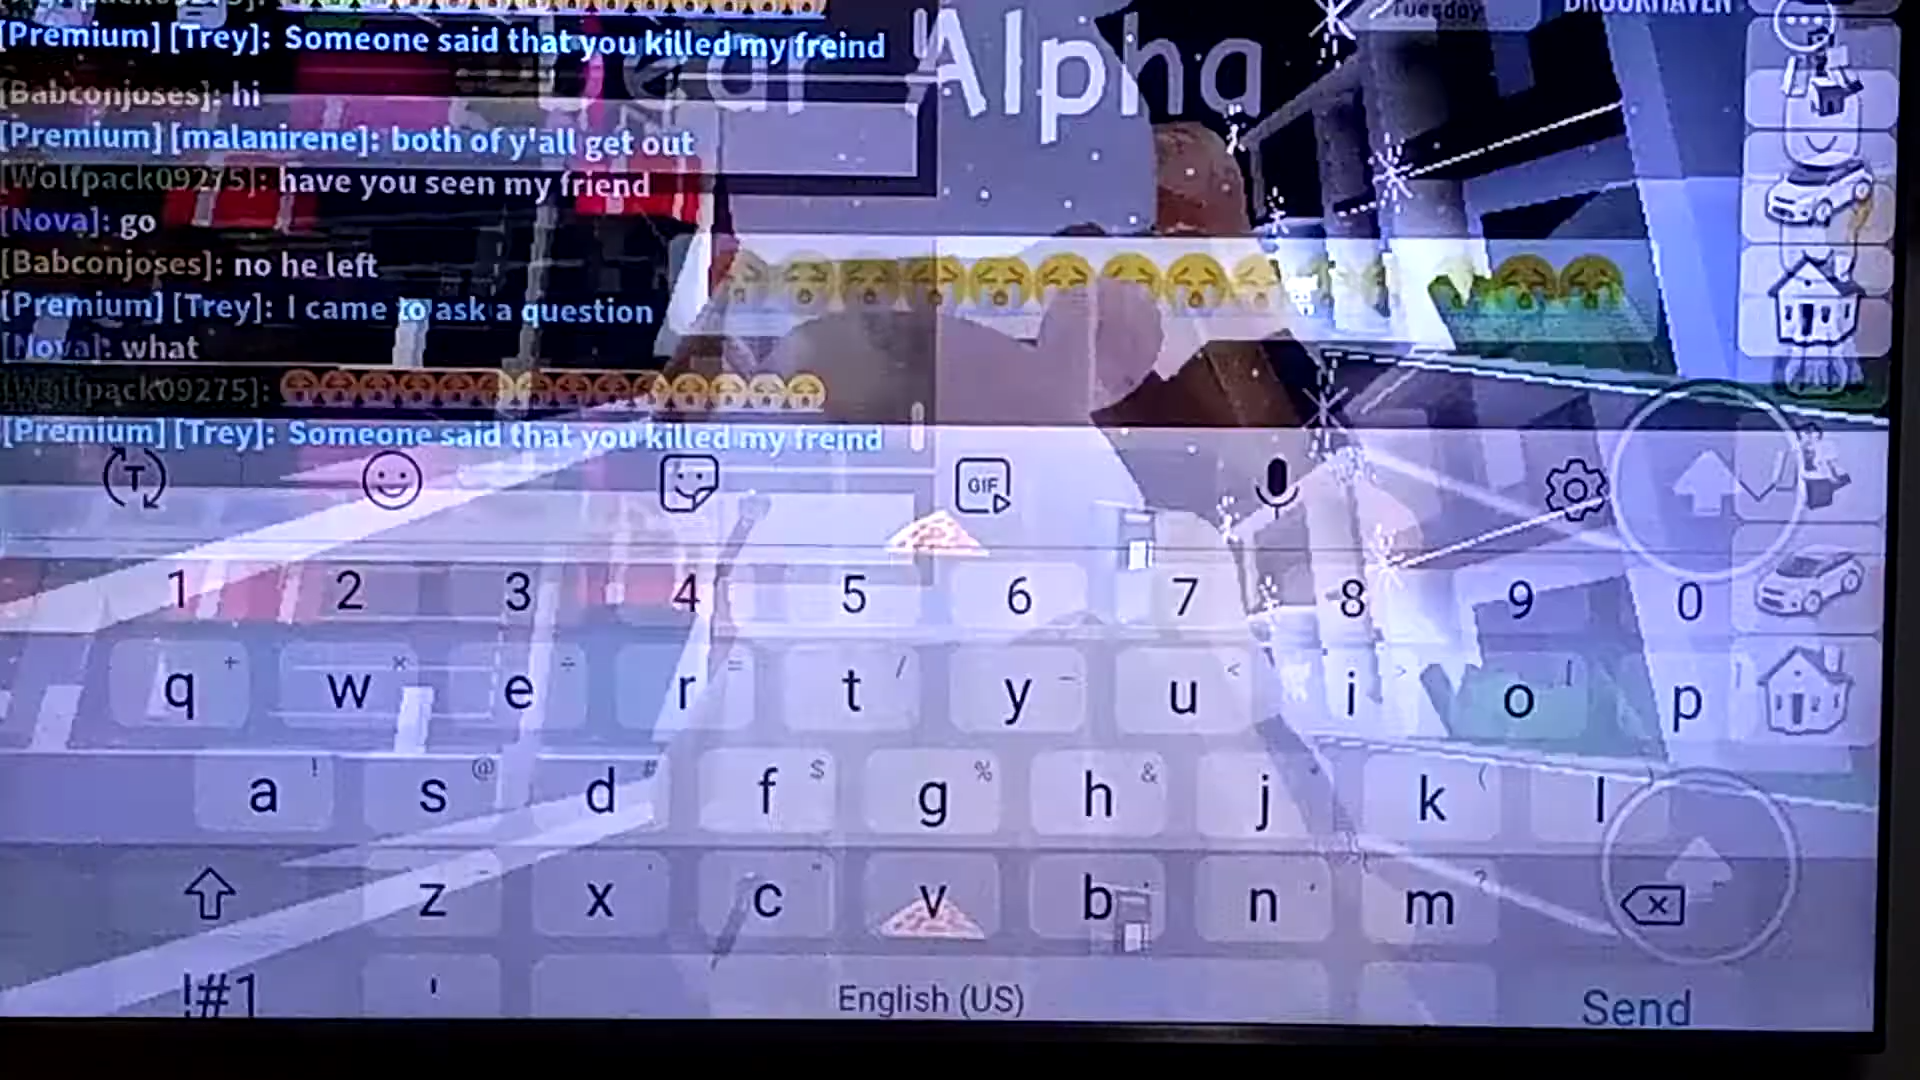 [Premium] [Trey]: Someone said that you killed my freind
Tuesday
BROOKHAVEN
Dear Alpha
[Babconjoses]: hi
[Premium] [malanirene]: both of y'all get out
[Wolfpack09275]: have you seen my friend
[Nova]: go
[Babconjoses]: no he left
[Premium] [Trey]: I came to ask a question
[Nova]: what
[Wolfpack09275]: 😭😭😭😭😭😭😭😭😭😭😭😭😭
[Premium] [Trey]: Someone said that you killed my freind
T GIF
1 2 3 4 5 6 7 8 9 0
q w e r t y u i o p
a s d f g h j k l
z x c v b n m
!#1 ' English (US) Send